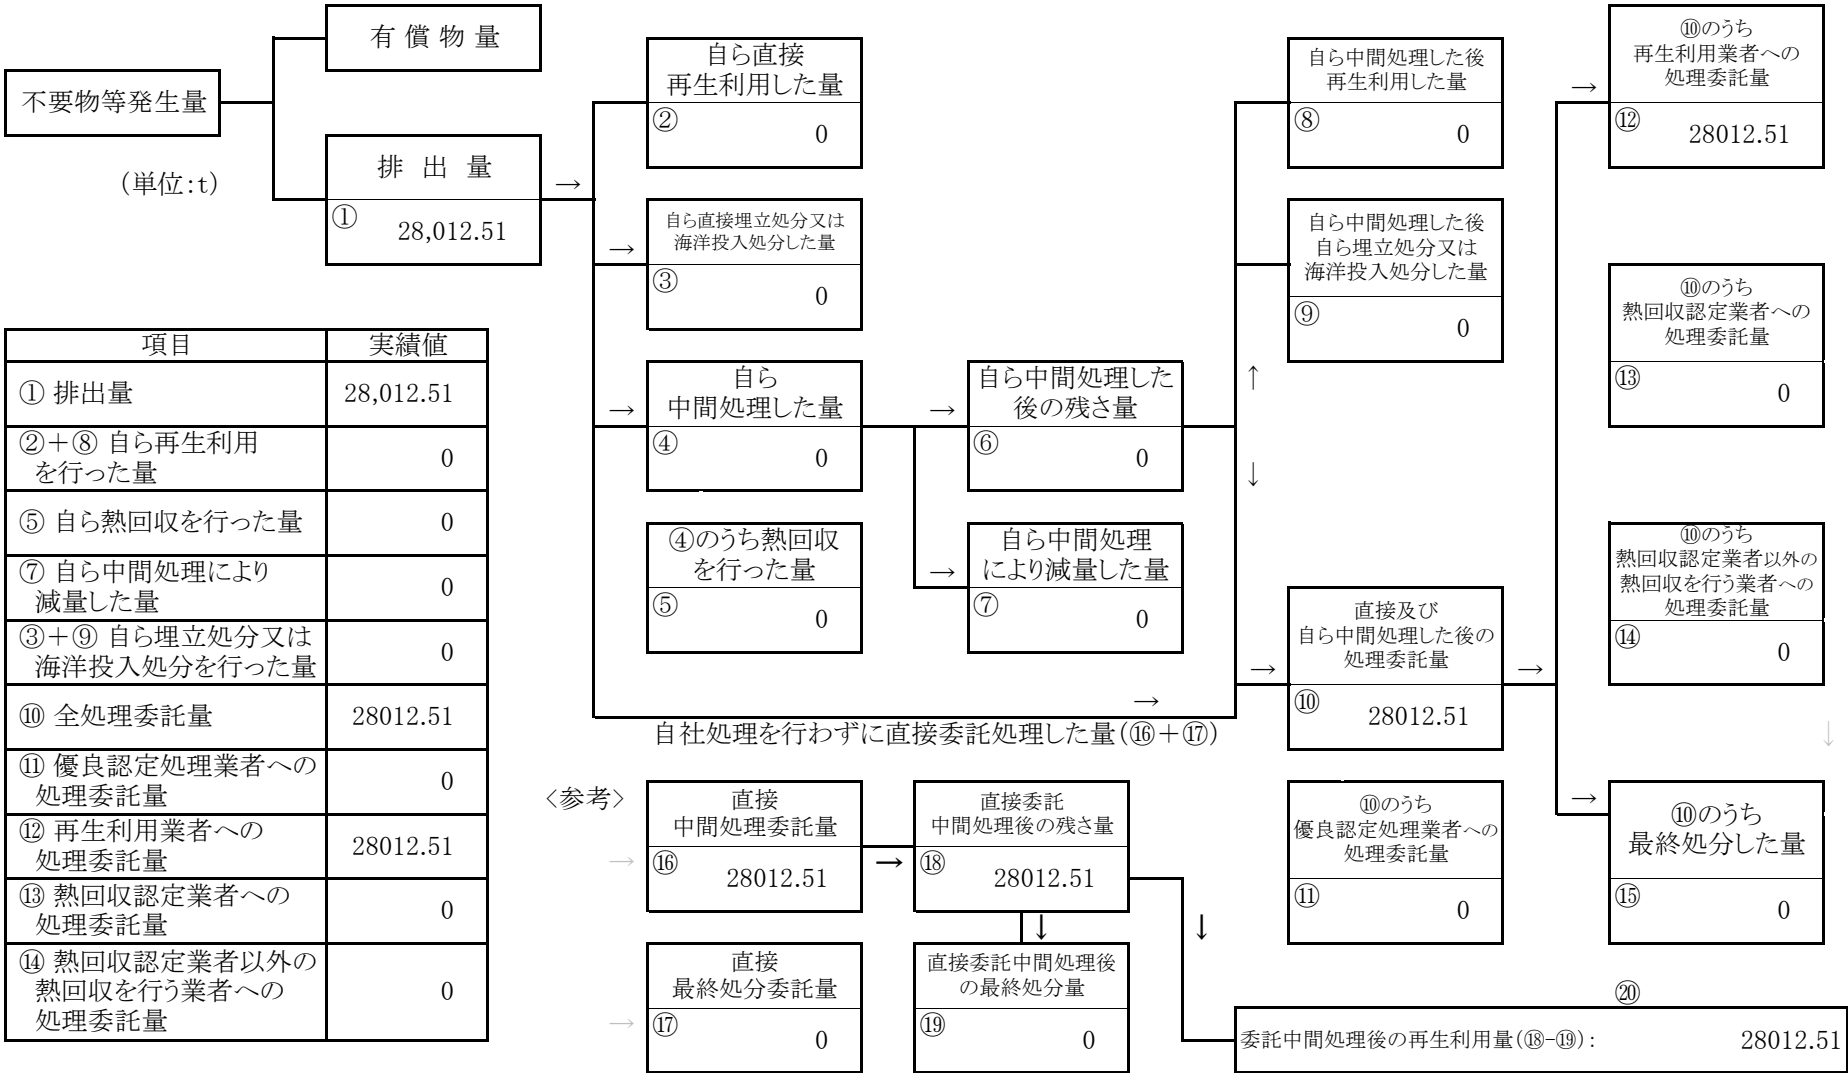 有 償 物 量
不要物等発生量
(単位:t)
排 出 量
①
28,012.51
→
自ら直接
再生利用した量
②
0
→
自ら直接埋立処分又は
海洋投入処分した量
③
0
→
自ら
中間処理した量
④
0
→
自ら中間処理した
後の残さ量
⑥
0
④のうち熱回収
を行った量
⑤
0
→
自ら中間処理
により減量した量
⑦
0
自ら中間処理した後
再生利用した量
⑧
0
自ら中間処理した後
自ら埋立処分又は
海洋投入処分した量
⑨
0
↑
↓
→
自社処理を行わずに直接委託処理した量(⑯+⑰)
→
直接及び
自ら中間処理した後の
処理委託量
⑩
28012.51
→
⑩のうち
優良認定処理業者への
処理委託量
⑪
0
→
⑩のうち
再生利用業者への
処理委託量
⑫
28012.51
⑩のうち
熱回収認定業者への
処理委託量
⑬
0
⑩のうち
熱回収認定業者以外の
熱回収を行う業者への
処理委託量
⑭
0
↓
→
⑩のうち
最終処分した量
⑮
0
項目 実績値
① 排出量 28,012.51
②+⑧ 自ら再生利用
を行った量 0
⑤ 自ら熱回収を行った量 0
⑦ 自ら中間処理により
減量した量 0
③+⑨ 自ら埋立処分又は
海洋投入処分を行った量 0
⑩ 全処理委託量 28012.51
⑪ 優良認定処理業者への
処理委託量 0
⑫ 再生利用業者への
処理委託量 28012.51
⑬ 熱回収認定業者への
処理委託量 0
⑭ 熱回収認定業者以外の
熱回収を行う業者への
処理委託量 0
<参考>
→
直接
中間処理委託量
⑯
28012.51
→
直接委託
中間処理後の残さ量
⑱
28012.51
↓
↓
→
直接
最終処分委託量
⑰
0
直接委託中間処理後
の最終処分量
⑲
0
⑳
委託中間処理後の再生利用量(⑱-⑲): 28012.51